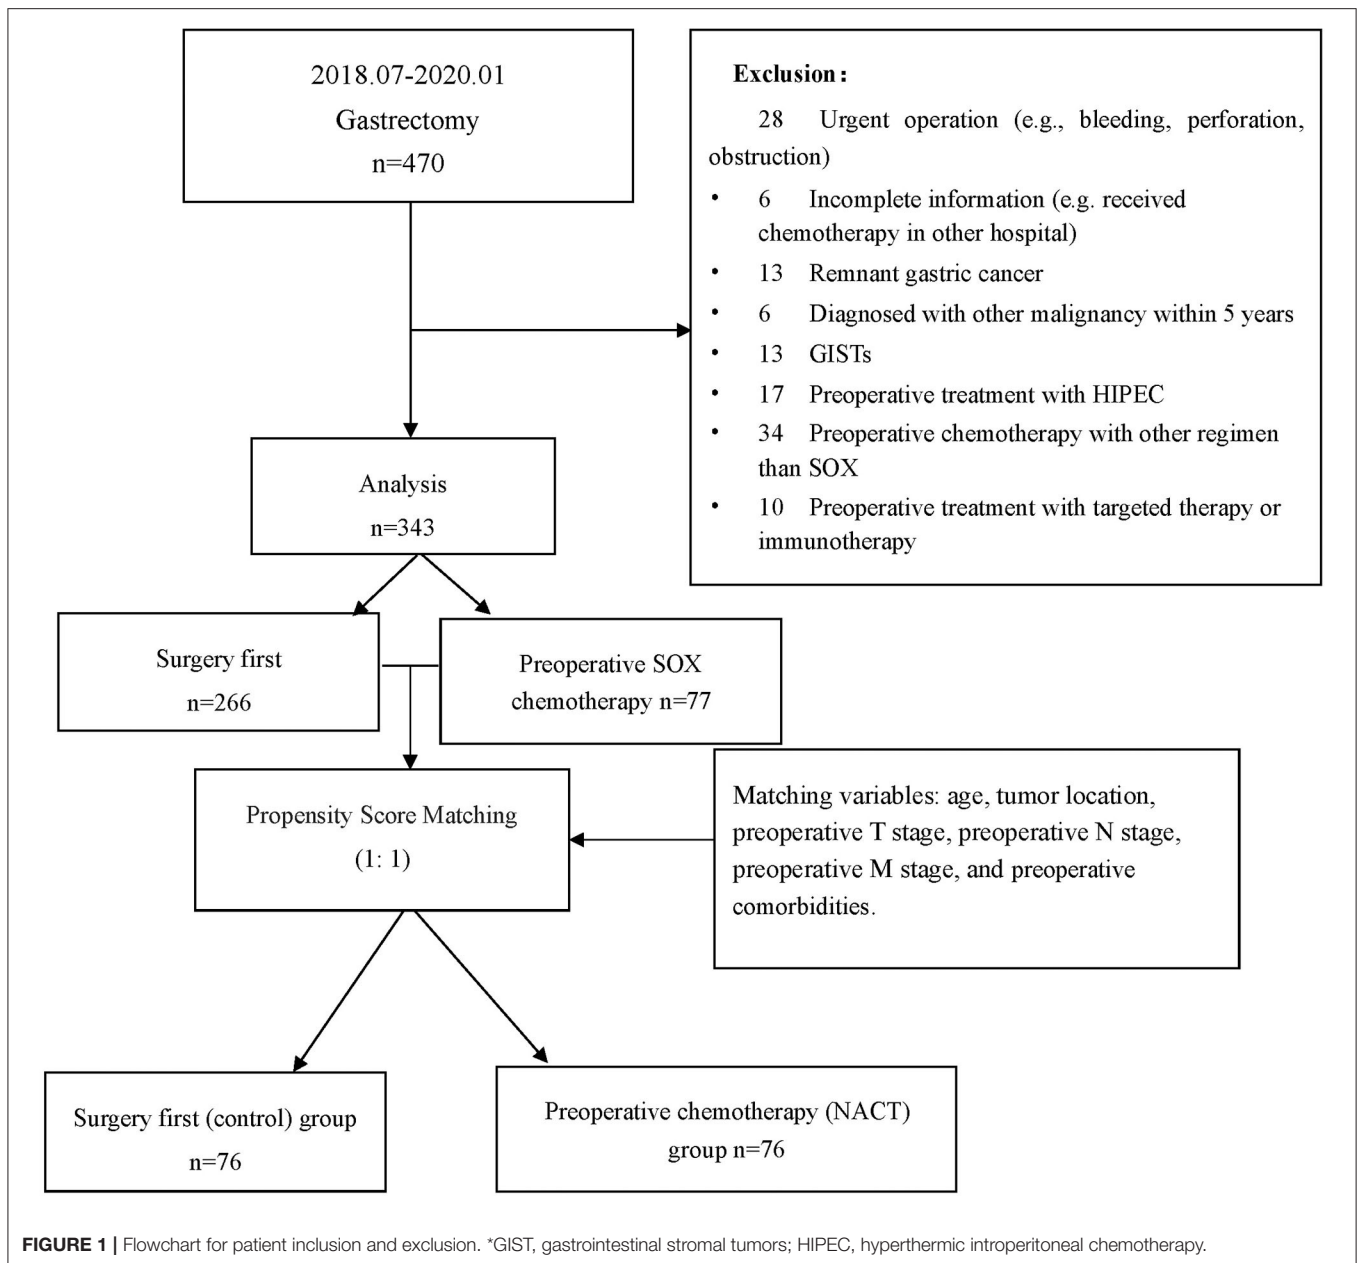 2018.07-2020.01
Gastrectomy
n=470
Exclusion:
28 Urgent operation (e.g., bleeding, perforation,
obstruction)
• 6 Incomplete information (e.g. received
chemotherapy in other hospital)
• 13 Remnant gastric cancer
• 6 Diagnosed with other malignancy within 5 years
• 13 GISTs
• 17 Preoperative treatment with HIPEC
• 34 Preoperative chemotherapy with other regimen
than SOX
• 10 Preoperative treatment with targeted therapy or
immunotherapy
Analysis
n=343
Surgery first
n=266
Preoperative SOX
chemotherapy n=77
Propensity Score Matching
(1: 1)
Matching variables: age, tumor location,
preoperative T stage, preoperative N stage,
preoperative M stage, and preoperative
comorbidities.
Surgery first (control) group
n=76
Preoperative chemotherapy (NACT)
group n=76
FIGURE 1 | Flowchart for patient inclusion and exclusion. *GIST, gastrointestinal stromal tumors; HIPEC, hyperthermic introperitoneal chemotherapy.